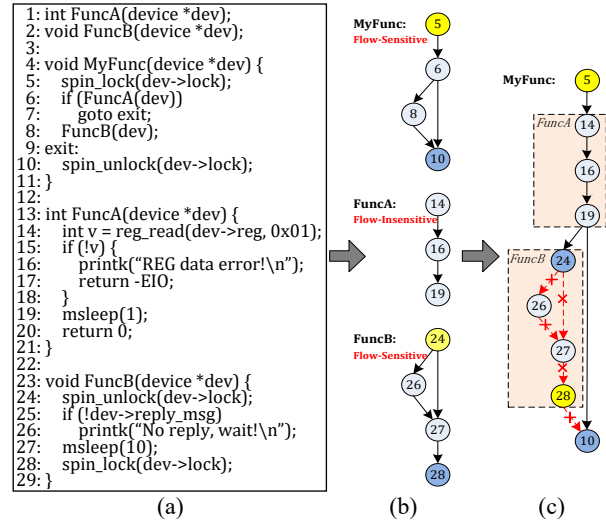 1: int FuncA(device *dev);
2: void FuncB(device *dev);
3:
4: void MyFunc(device *dev) {
5: spin_lock(dev->lock);
6: if (FuncA(dev))
7: goto exit;
8: FuncB(dev);
9: exit:
10: spin_unlock(dev->lock);
11: }
12:
13: int FuncA(device *dev) {
14: int v = reg_read(dev->reg, 0x01);
15: if (!v) {
16: printk("REG data error!\n");
17: return -EIO;
18: }
19: msleep(1);
20: return 0;
21: }
22:
23: void FuncB(device *dev) {
24: spin_unlock(dev->lock);
25: if (!dev->reply_msg)
26: printk("No reply, wait!\n");
27: msleep(10);
28: spin_lock(dev->lock);
29: }
(a)
MyFunc:
Flow-Sensitive
5
6
8
10
FuncA:
Flow-Insensitive
14
16
19
FuncB:
Flow-Sensitive
24
26
27
28
(b)
MyFunc:
5
FuncA
14
16
19
FuncB
24
26
27
28
10
(c)